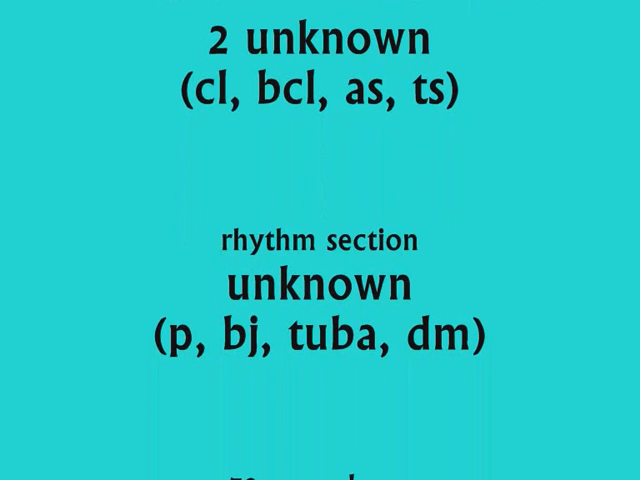 2 unknown
(cl, bcl, as, ts)
rhythm section
unknown
(p, bj, tuba, dm)